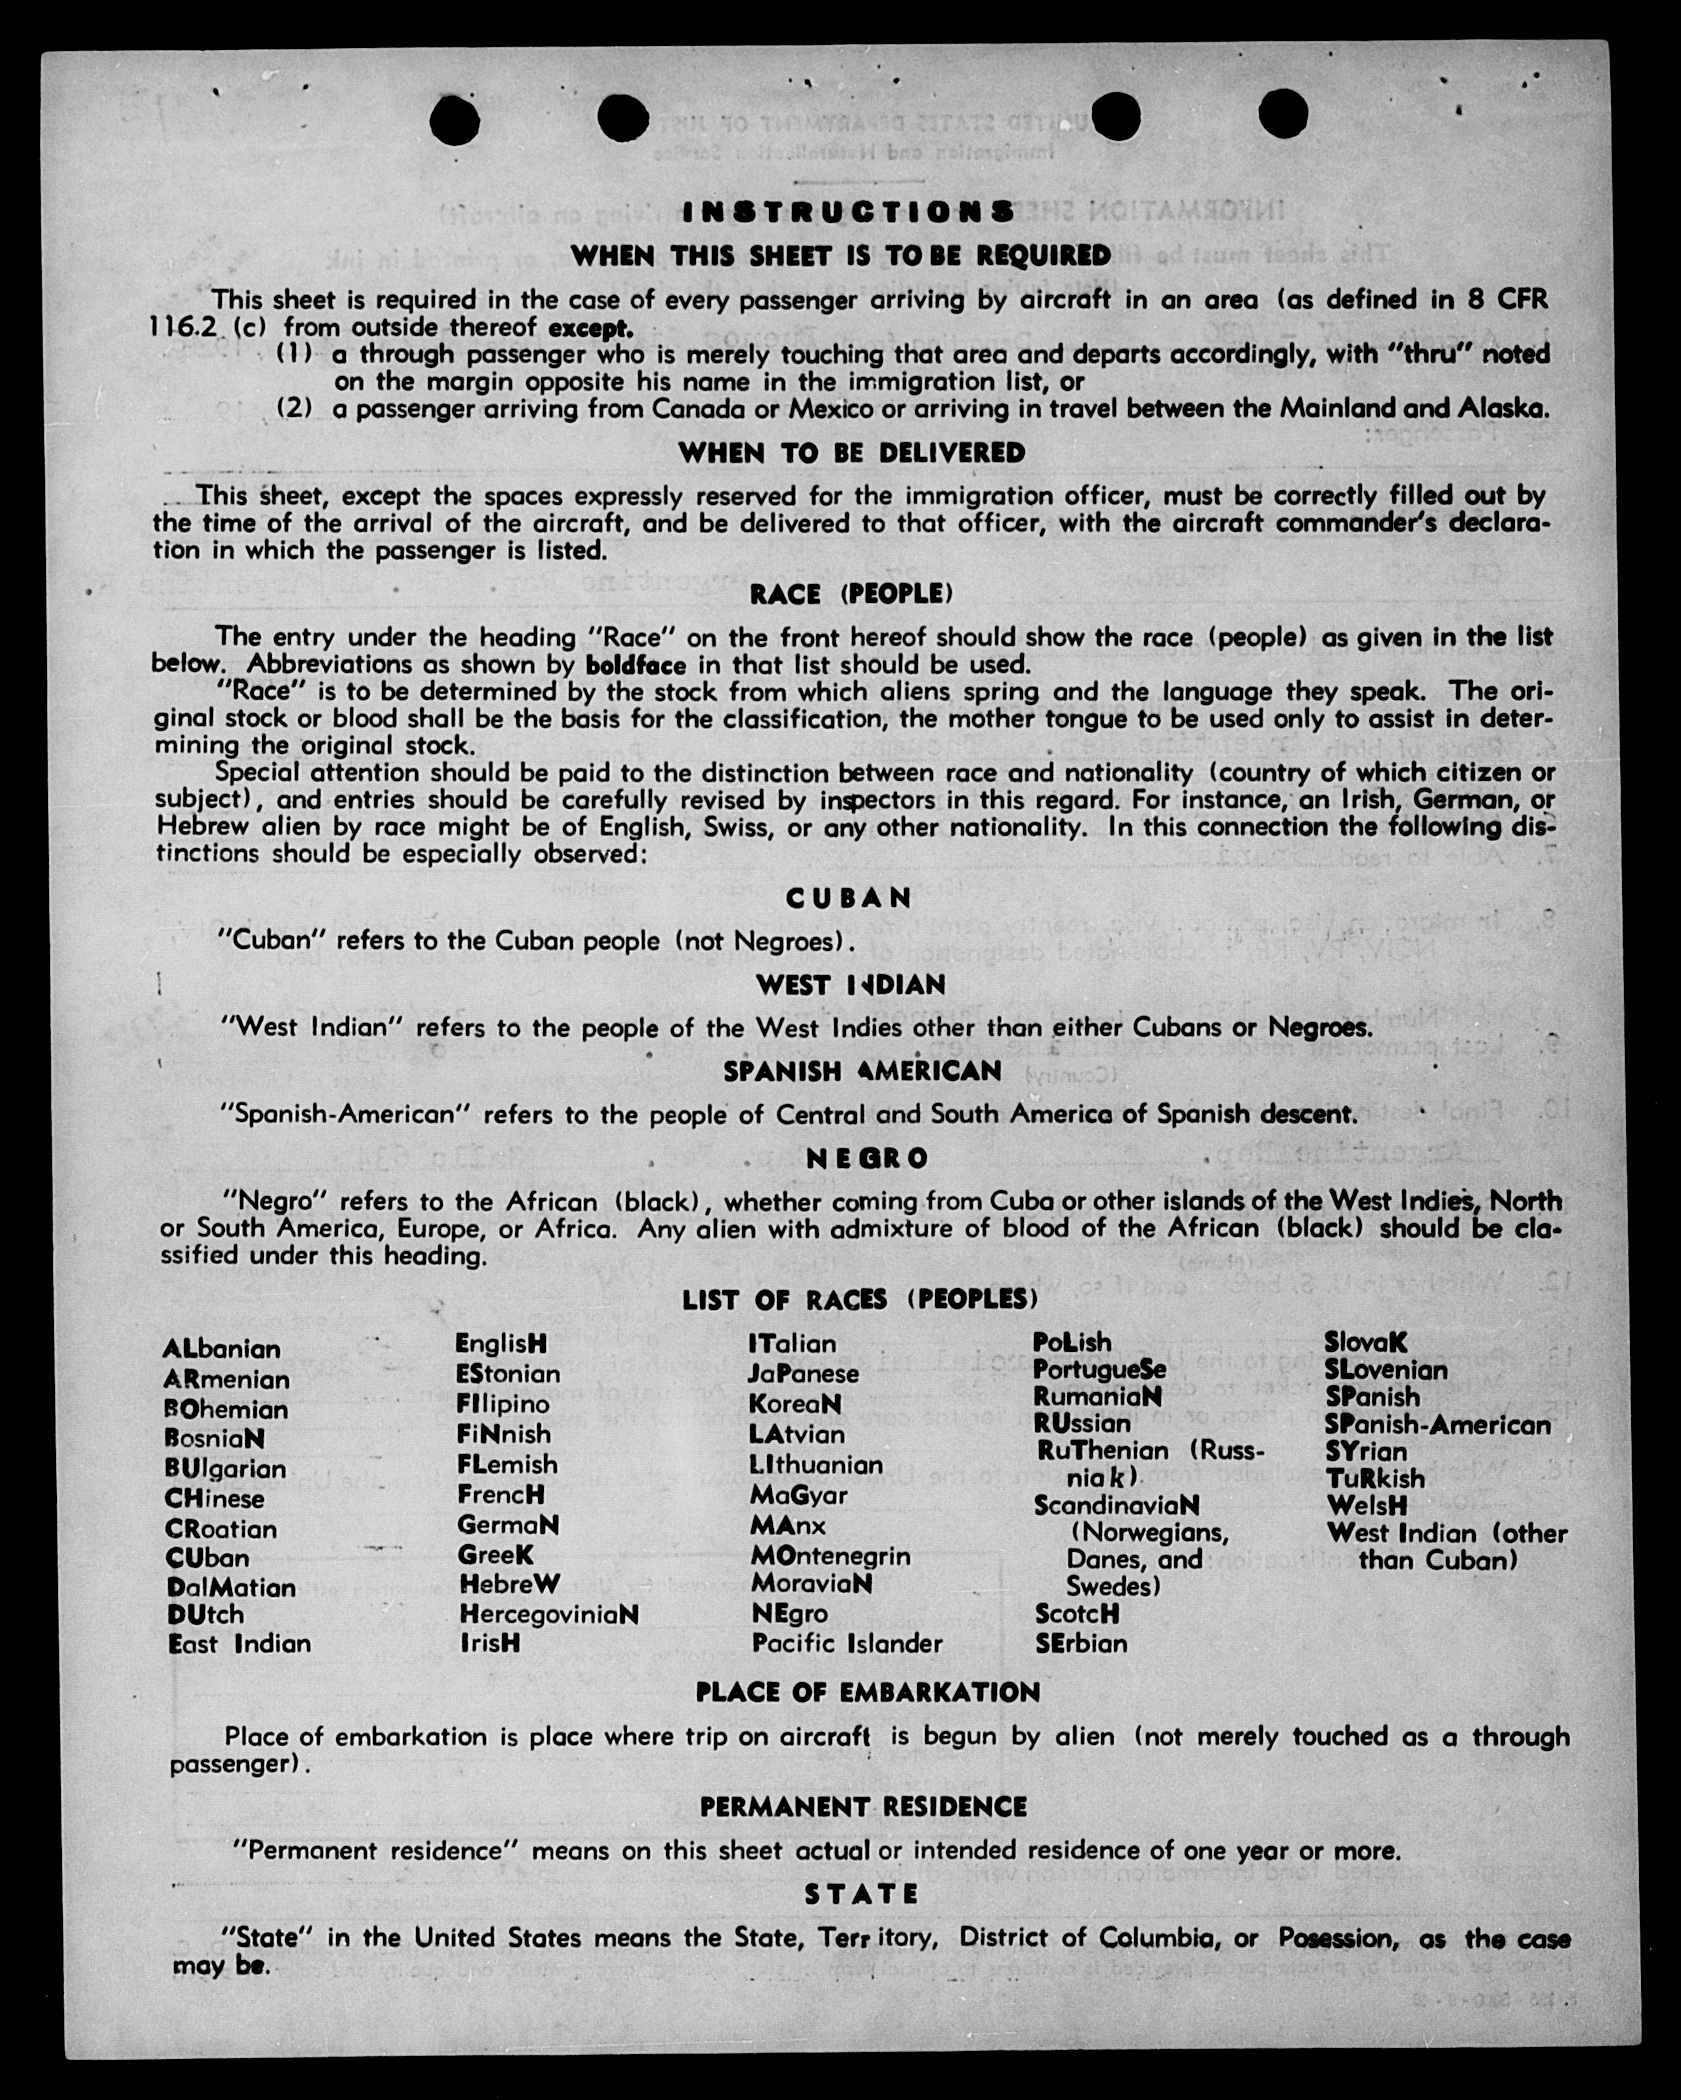 INSTRUCTIONS
WHEN THIS SHEET IS TO BE REQUIRED
This sheet is required in the case of every passenger arriving by aircraft in an area (as defined in 8 CFR
116.2 (c) from outside thereof except.
(1) a through passenger who is merely touching that area and departs accordingly, with "thru" noted
on the margin opposite his name in the immigration list, or
(2) a passenger arriving from Canada or Mexico or arriving in travel between the Mainland and Alaska.
WHEN TO BE DELIVERED
This sheet, except the spaces expressly reserved for the immigration officer, must be correctly filled out by
the time of the arrival of the aircraft, and be delivered to that officer, with the aircraft commander's declara-
tion in which the passenger is listed.
RACE (PEOPLE)
The entry under the heading "Race" on the front hereof should show the race (people) as given in the list
below. Abbreviations as shown by boldface in that list should be used.
"Race" is to be determined by the stock from which aliens spring and the language they speak. The ori-
ginal stock or blood shall be the basis for the classification, the mother tongue to be used only to assist in deter-
mining the original stock.
Special attention should be paid to the distinction between race and nationality (country of which citizen or
subject), and entries should be carefully revised by inspectors in this regard. For instance, an Irish, German, or
Hebrew alien by race might be of English, Swiss, or any other nationality. In this connection the following dis-
tinctions should be especially observed:
CUBAN
"Cuban" refers to the Cuban people (not Negroes).
WEST INDIAN
"West Indian" refers to the people of the West Indies other than either Cubans or Negroes.
SPANISH AMERICAN
"Spanish-American" refers to the people of Central and South America of Spanish descent.
NEGRO
"Negro" refers to the African (black), whether coming from Cuba or other islands of the West Indies, North
or South America, Europe, or Africa. Any alien with admixture of blood of the African (black) should be cla-
ssified under this heading.
LIST OF RACES (PEOPLES)
ALbanian
ARmenian
BOhemian
BosniaN
BUlgarian
CHinese
CRoatian
CUban
DalMatian
DUtch
East Indian
EnglisH
EStonian
FIlipino
FiNnish
FLemish
FrencH
GermaN
GreeK
HebreW
HercegoviniaN
IrisH
ITalian
JaPanese
KoreaN
LAtvian
LIthuanian
MaGyar
MAnx
MOntenegrin
MoraviaN
NEgro
Pacific Islander
PoLish
PortugueSe
RumaniaN
RUssian
RuThenian (Russ-
niak).
ScandinaviaN
(Norwegians,
Danes, and
Swedes)
ScotcH
SErbian
SlovaK
SLovenian
SPanish
SPanish-American
SYrian
TuRkish
WelsH
West Indian (other
than Cuban)
PLACE OF EMBARKATION
Place of embarkation is place where trip on aircraft is begun by alien (not merely touched as a through
passenger).
PERMANENT RESIDENCE
"Permanent residence" means on this sheet actual or intended residence of one year or more.
STATE
"State" in the United States means the State, Terr itory, District of Columbia, or Posession, as the case
may be.